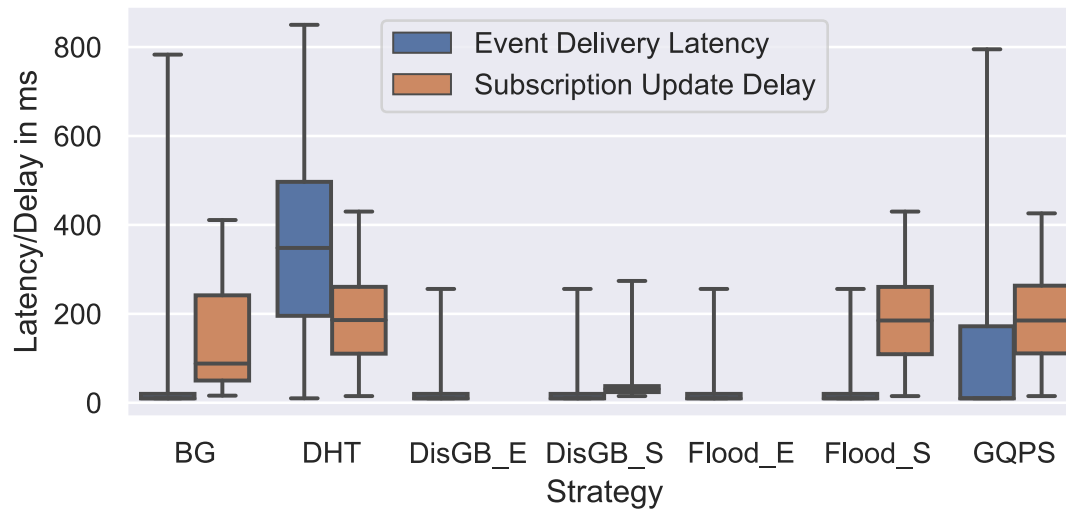 800
600
400
200
0
Latency/Delay in ms
Event Delivery Latency
Subscription Update Delay
BG DHT DisGB_E DisGB_S Flood_E Flood_S GQPS
Strategy